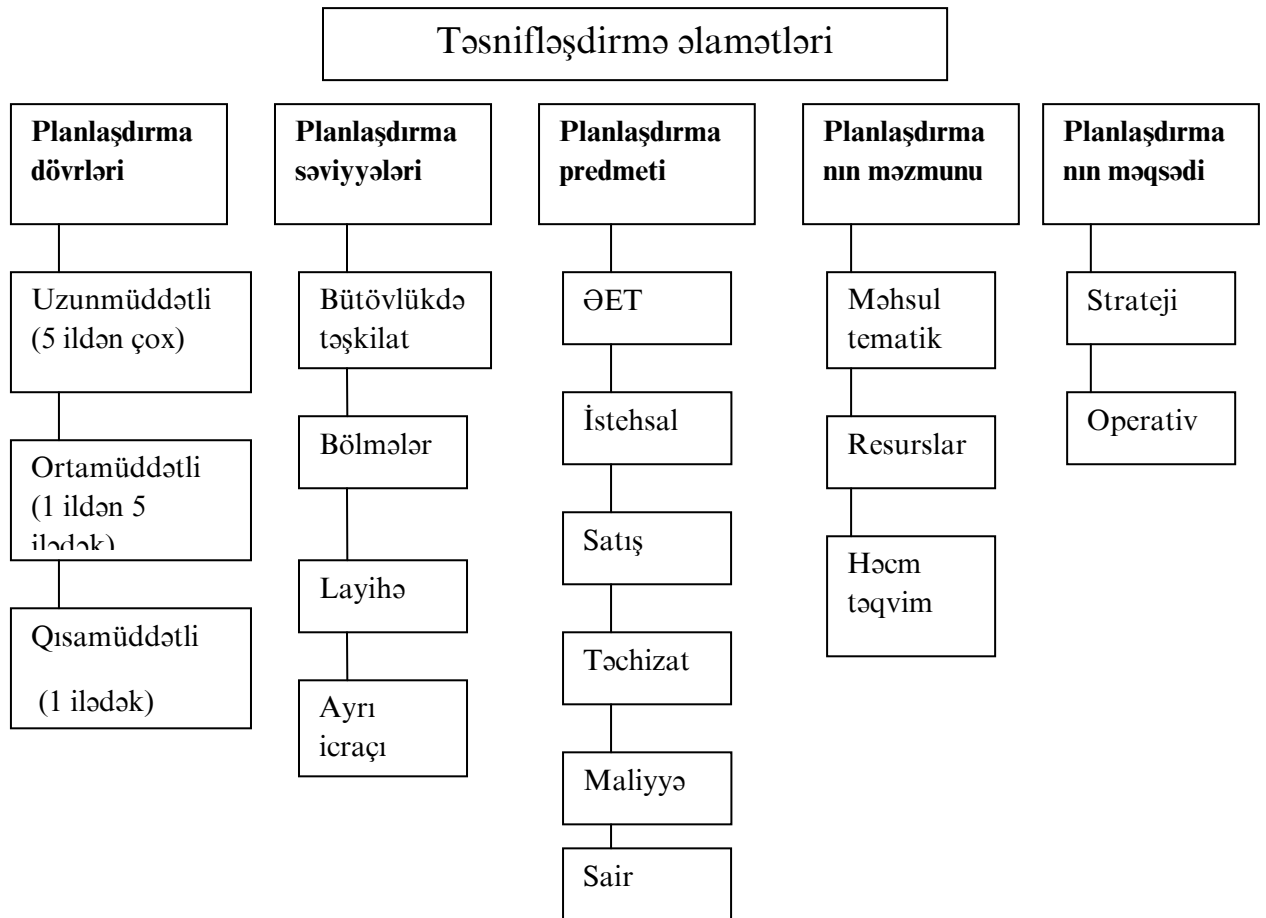 Təsnifləşdirmə əlamətləri
Planlaşdırma
dövrləri
Uzunmüddətli
(5 ildən çox)
Ortamüddətli
(1 ildən 5
ilədək)
Qısamüddətli
(1 ilədək)
Planlaşdırma
səviyyələri
Bütövlükdə
təşkilat
Bölmələr
Layihə
Ayrı
icraçı
Planlaşdırma
predmeti
ƏET
İstehsal
Satış
Təchizat
Maliyyə
Sair
Planlaşdırma
nın məzmunu
Məhsul
tematik
Resurslar
Həcm
təqvim
Planlaşdırma
nın məqsədi
Strateji
Operativ